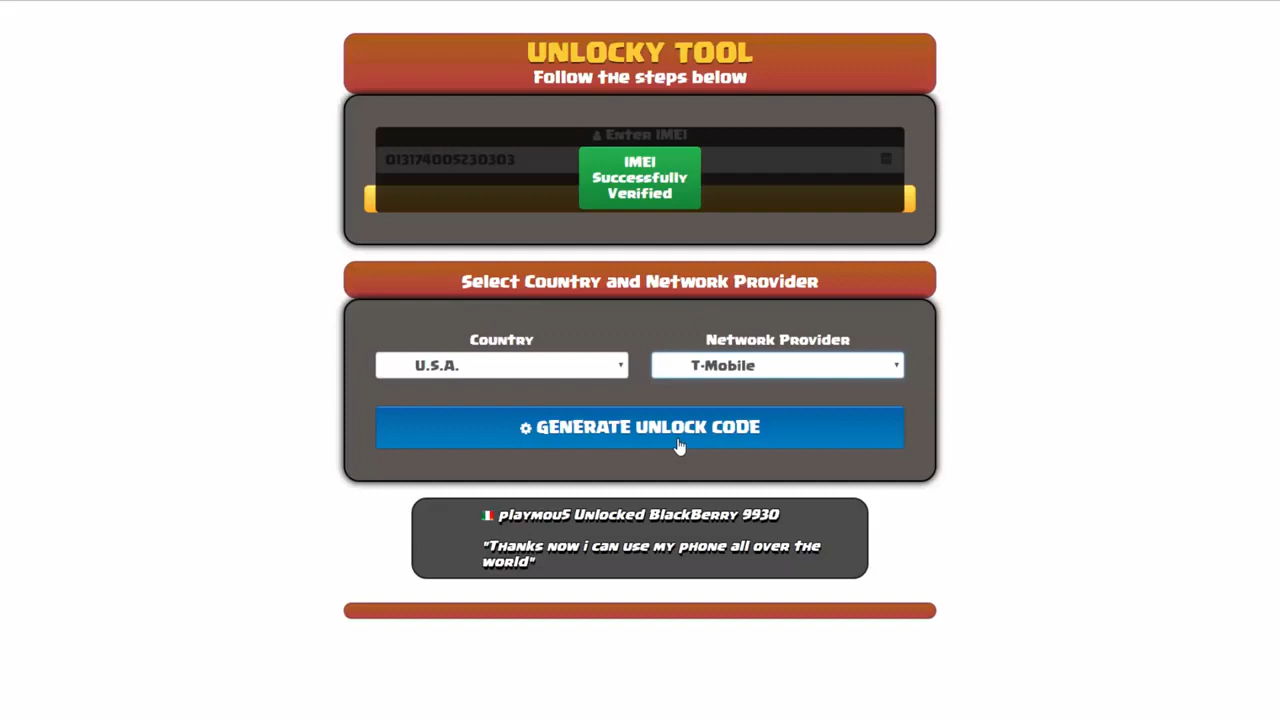 UNLOCKY TOOL
Follow the steps below
Enter IMEI
013174005230303
IMEI
Successfully
Verified
Select Country and Network Provider
Country
Network Provider
U.S.A.
T-Mobile
GENERATE UNLOCK CODE
playmou5 Unlocked BlackBerry 9930
"Thanks now i can use my phone all over the
world"